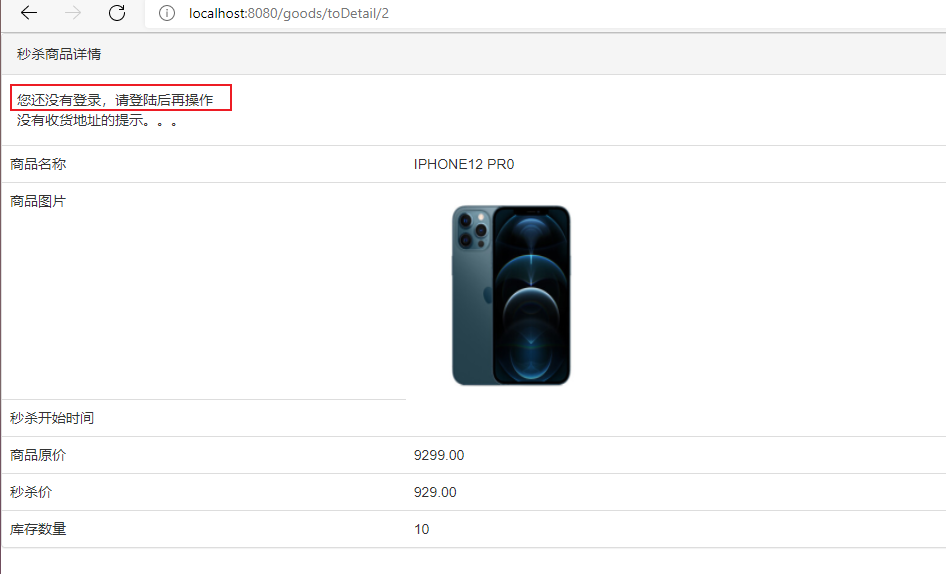 localhost:8080/goods/toDetail/2
秒杀商品详情
您还没有登录，请登陆后再操作
没有收货地址的提示。。。
商品名称 IPHONE12 PR0
商品图片
秒杀开始时间
商品原价 9299.00
秒杀价 929.00
库存数量 10